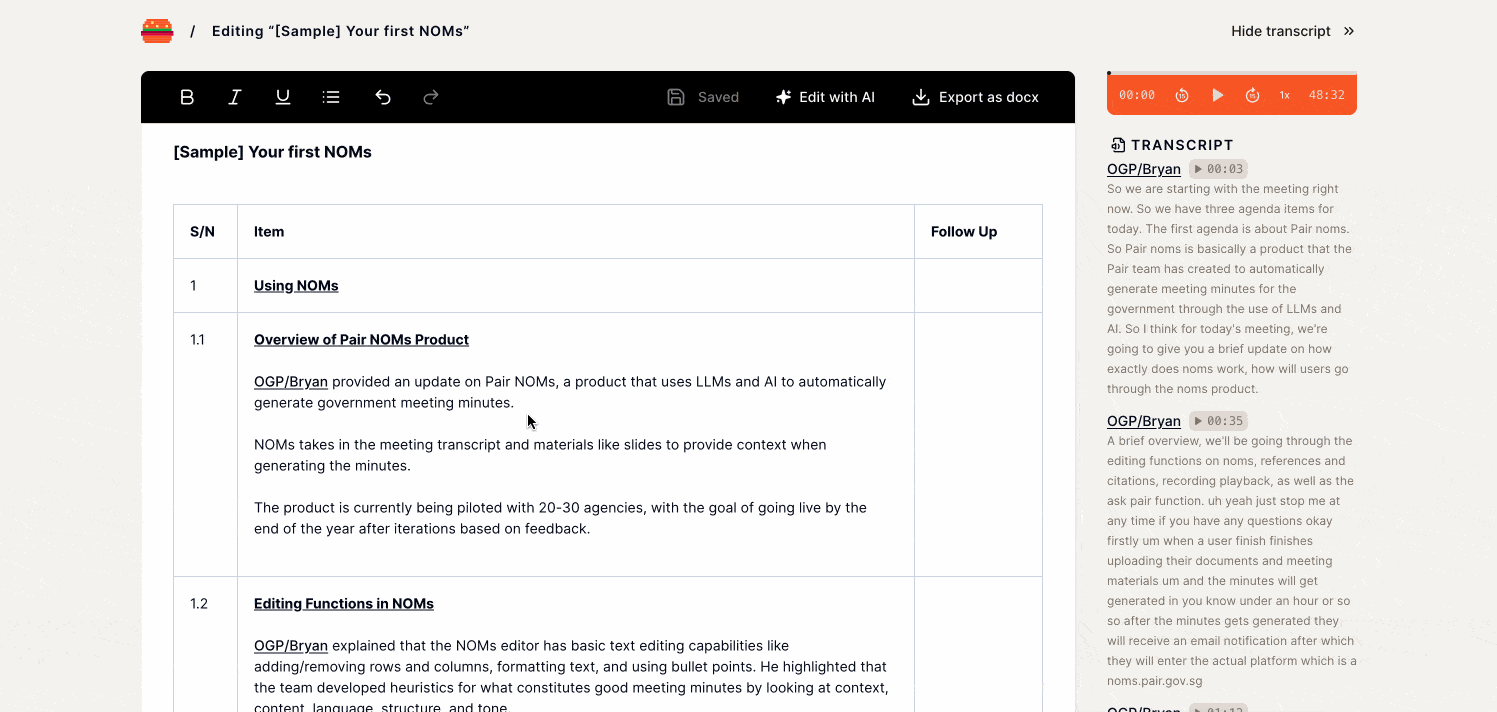 / Editing “[Sample] Your first NOMs”
Hide transcript »
B I U Saved Edit with AI Export as docx
00:00 15 15 1x 48:32
[Sample] Your first NOMs
S/N Item Follow Up
1 Using NOMs
1.1 Overview of Pair NOMs Product
OGP/Bryan provided an update on Pair NOMs, a product that uses LLMs and AI to automatically
generate government meeting minutes.
NOMs takes in the meeting transcript and materials like slides to provide context when
generating the minutes.
The product is currently being piloted with 20-30 agencies, with the goal of going live by the
end of the year after iterations based on feedback.
1.2 Editing Functions in NOMs
OGP/Bryan explained that the NOMs editor has basic text editing capabilities like
adding/removing rows and columns, formatting text, and using bullet points. He highlighted that
the team developed heuristics for what constitutes good meeting minutes by looking at context,
content, language, structure, and tone.
TRANSCRIPT
OGP/Bryan 00:03
So we are starting with the meeting right
now. So we have three agenda items for
today. The first agenda is about Pair noms.
So Pair noms is basically a product that the
Pair team has created to automatically
generate meeting minutes for the
government through the use of LLMs and
AI. So I think for today's meeting, we're
going to give you a brief update on how
exactly does noms work, how will users go
through the noms product.
OGP/Bryan 00:35
A brief overview, we'll be going through the
editing functions on noms, references and
citations, recording playback, as well as the
ask pair function. uh yeah just stop me at
any time if you have any questions okay
firstly um when a user finish finishes
uploading their documents and meeting
materials um and the minutes will get
generated in you know under an hour or so
so after the minutes gets generated they
will receive an email notification after which
they will enter the actual platform which is a
noms.pair.gov.sg
OGP/Bryan 01:12